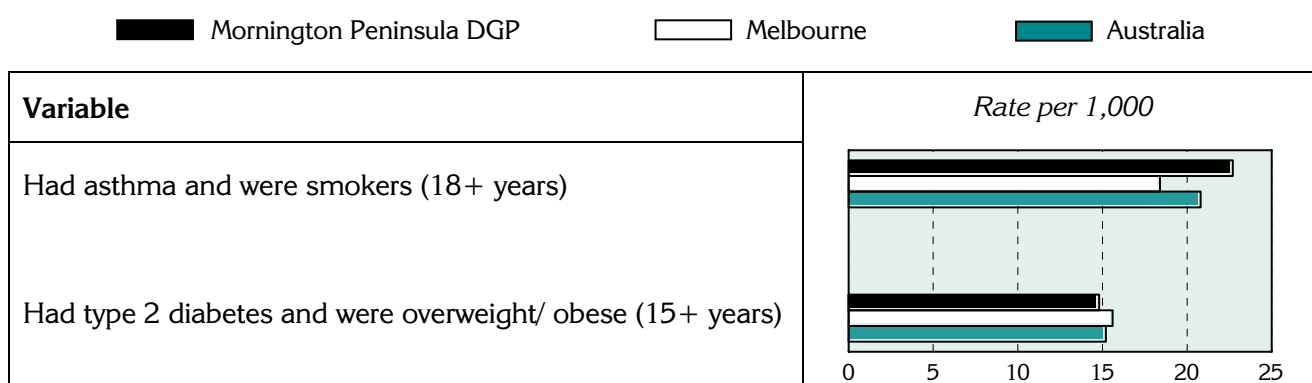 Mornington Peninsula DGP Melbourne Australia
Variable Rate per 1,000
Had asthma and were smokers (18+ years)
Had type 2 diabetes and were overweight/ obese (15+ years)
0 5 10 15 20 25